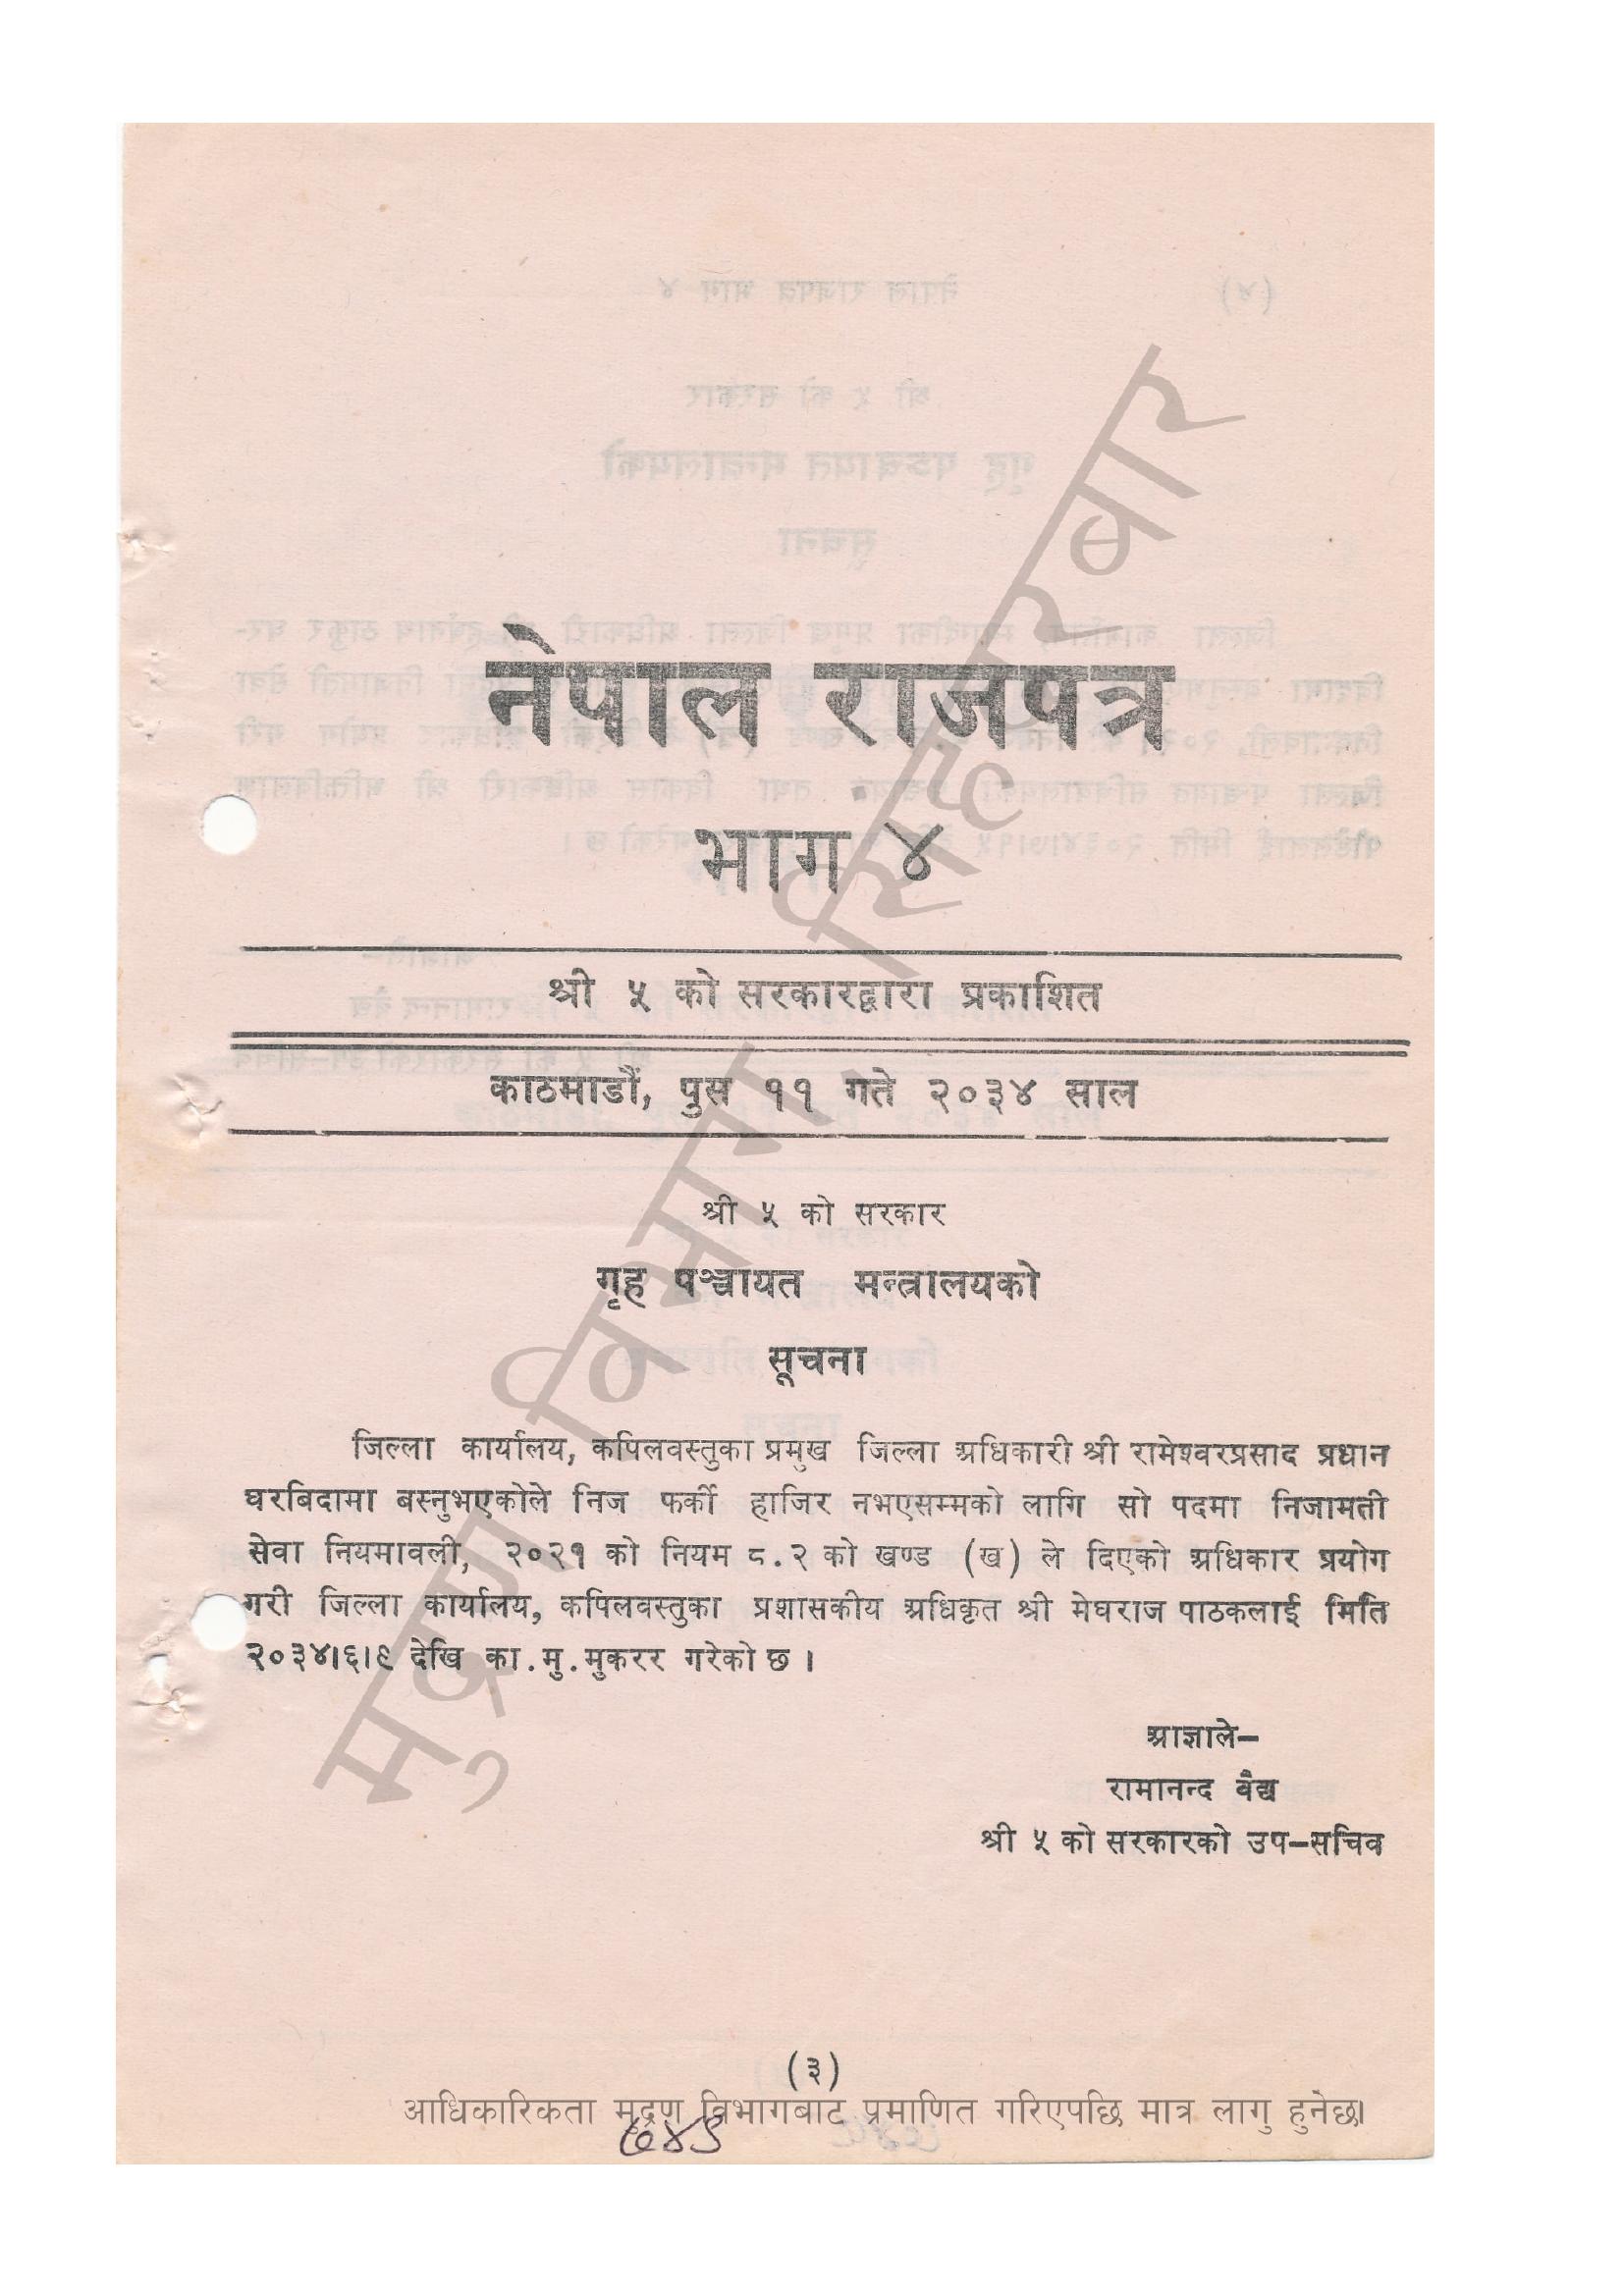 नेपाल राजपत्र
भाग ४
श्री ५ को सरकारद्वारा प्रकाशित
काठमाडौं, पुस ११ गते २०३४ साल
श्री ५ को सरकार
गृह पञ्चायत मन्त्रालयको
सूचना
जिल्ला कार्यालय, कपिलवस्तुका प्रमुख जिल्ला अधिकारी श्री रामेश्वरप्रसाद प्रधान
घरबिदामा बस्नुभएकोले निज फर्की हाजिर नभएसम्मको लागि सो पदमा निजामती
सेवा नियमावली, २०२१ को नियम ८.२ को खण्ड (ख) ले दिएको अधिकार प्रयोग
गरी जिल्ला कार्यालय, कपिलवस्तुका प्रशासकीय अधिकृत श्री मेघराज पाठकलाई मिति
२०३४।६।९ देखि का.मु.मुकरर गरेको छ ।
आज्ञाले–
रामानन्द वैद्य
श्री ५ को सरकारको उप–सचिव
(३)
आधिकारिकता मुद्रण विभागबाट प्रमाणित गरिएपछि मात्र लागु हुनेछ।
७४९
मुद्रण विभाग, सिंहदरबार